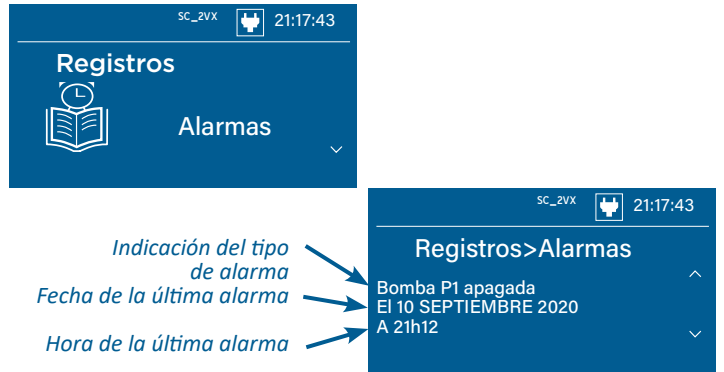 SC_2VX 21:17:43
Registros
Alarmas
SC_2VX 21:17:43
Registros>Alarmas
Indicación del tipo
de alarma
Fecha de la última alarma
Hora de la última alarma
Bomba P1 apagada
El 10 SEPTIEMBRE 2020
A 21h12